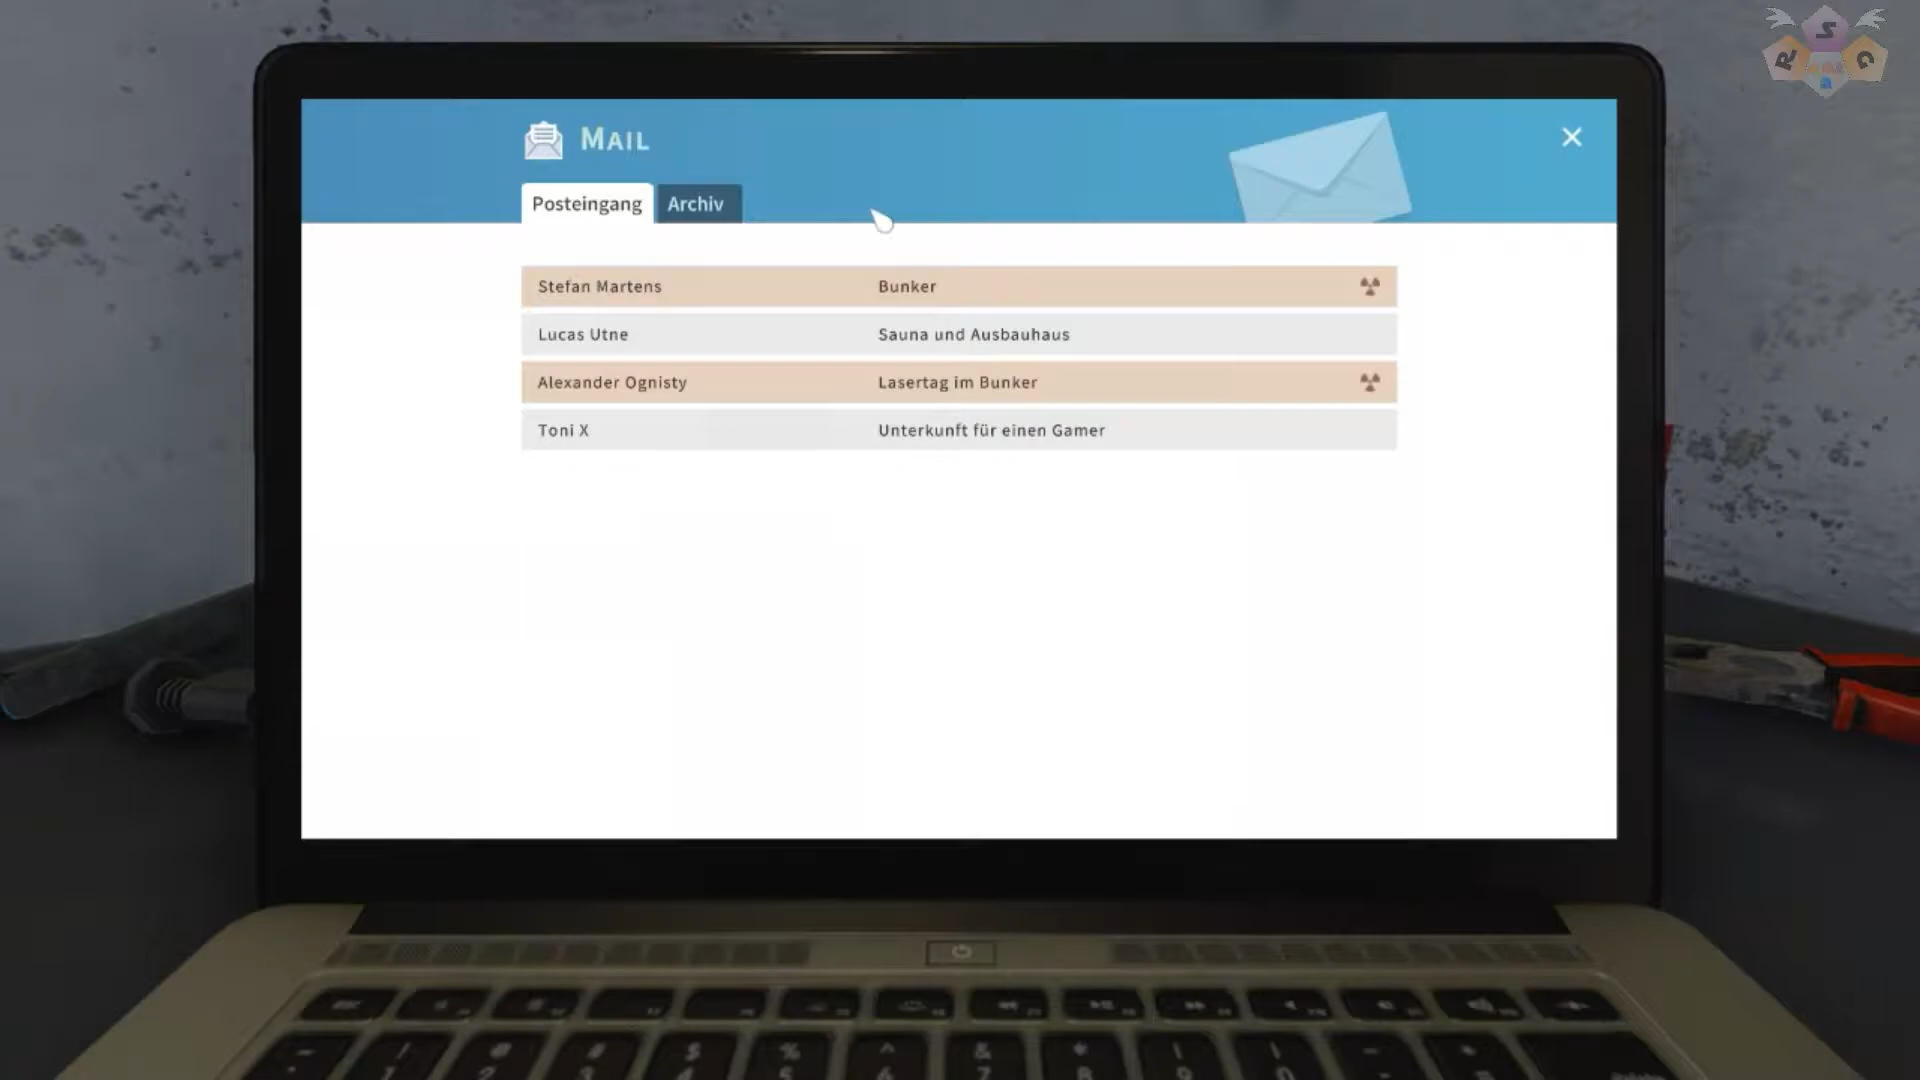 MAIL
Posteingang
Archiv
Stefan Martens Bunker
Lucas Utne Sauna und Ausbauhaus
Alexander Ognisty Lasertag im Bunker
Toni X Unterkunft für einen Gamer
R S G